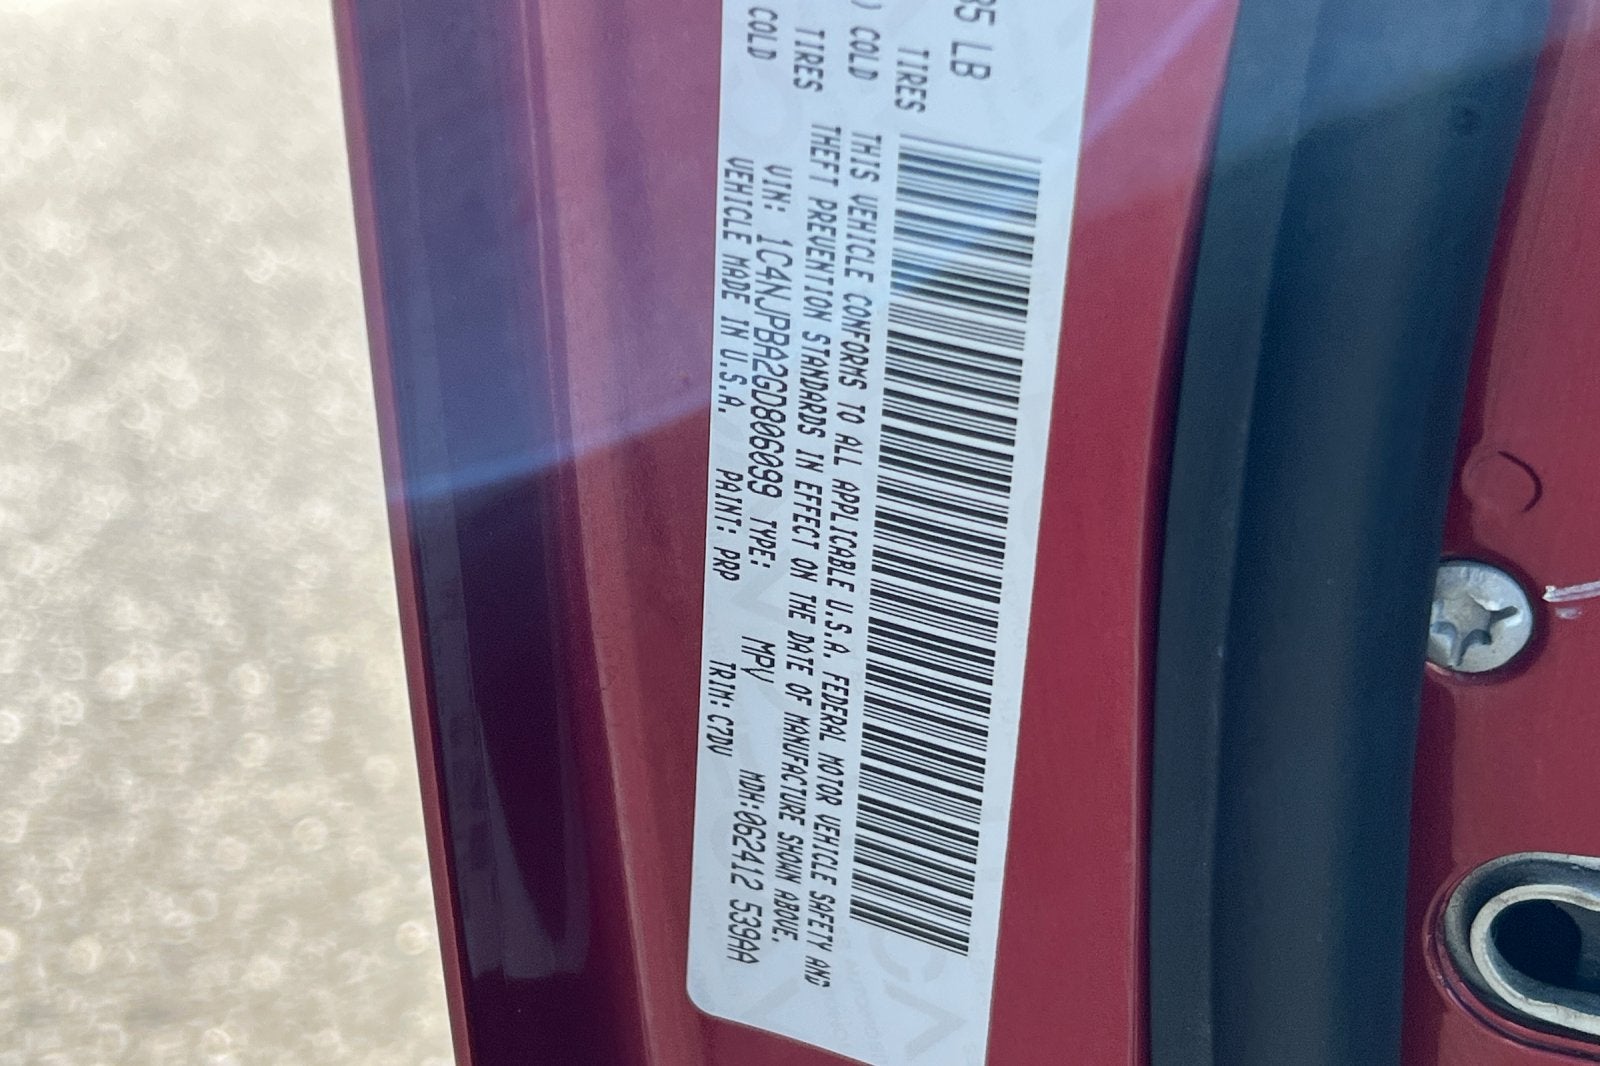 85 LB
) COLD TIRES
COLD TIRES
THIS VEHICLE CONFORMS TO ALL APPLICABLE U.S.A. FEDERAL MOTOR VEHICLE SAFETY AND
THEFT PREVENTION STANDARDS IN EFFECT ON THE DATE OF MANUFACTURE SHOWN ABOVE.
VIN: 1C4NJPBA2GD806099 TYPE: MPV MDH:062412 539AA
VEHICLE MADE IN U.S.A. PAINT: PRP TRIM: C7DV